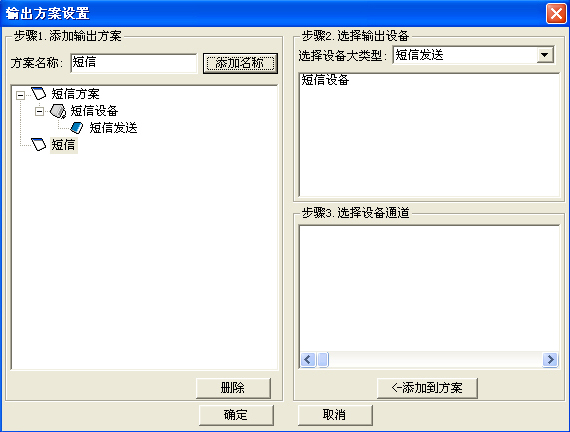 输出方案设置
步骤1. 添加输出方案
方案名称: 短信 添加名称
短信方案
短信设备
短信发送
短信
删除
步骤2. 选择输出设备
选择设备大类型: 短信发送
短信设备
步骤3. 选择设备通道
<-添加到方案
确定 取消